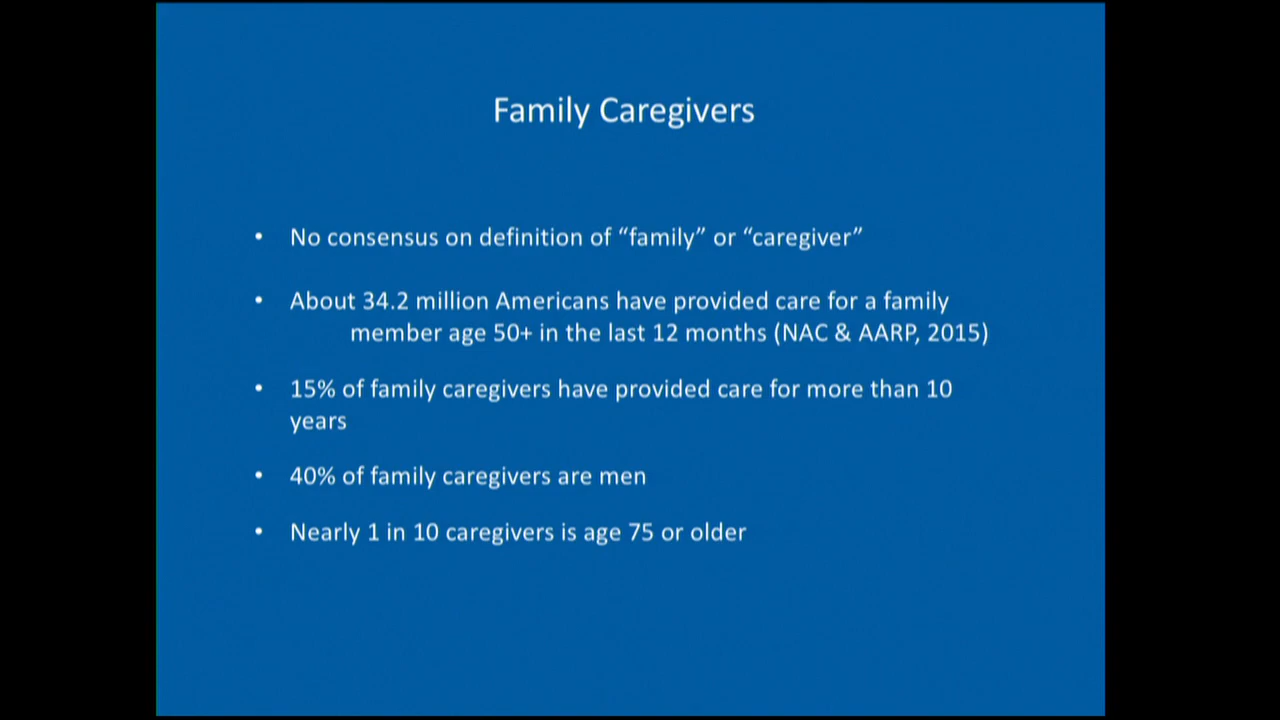 Family Caregivers
• No consensus on definition of “family” or “caregiver”
• About 34.2 million Americans have provided care for a family
member age 50+ in the last 12 months (NAC & AARP, 2015)
• 15% of family caregivers have provided care for more than 10
years
• 40% of family caregivers are men
• Nearly 1 in 10 caregivers is age 75 or older